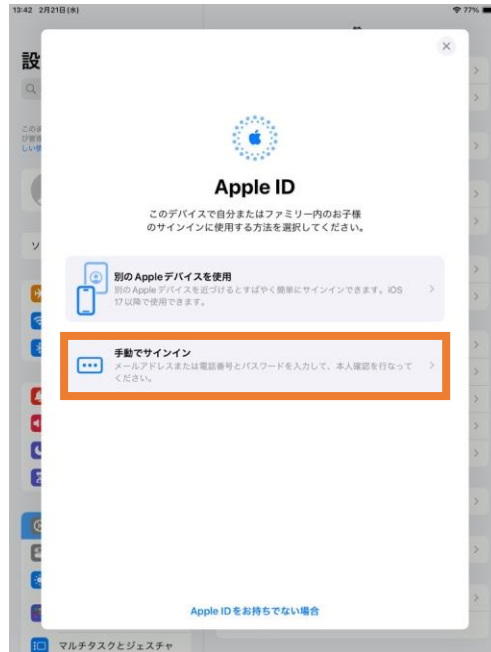 13:42 2月21日(水)
77%
設
Apple ID
このデバイスで自分またはファミリー内のお子様
のサインインに使用する方法を選択してください。
別のAppleデバイスを使用
別のAppleデバイスを近づけるとすばやく簡単にサインインできます。iOS
17以降で使用できます。
手動でサインイン
メールアドレスまたは電話番号とパスワードを入力して、本人確認を行なって
ください。
Apple IDをお持ちでない場合
マルチタスクとジェスチャ